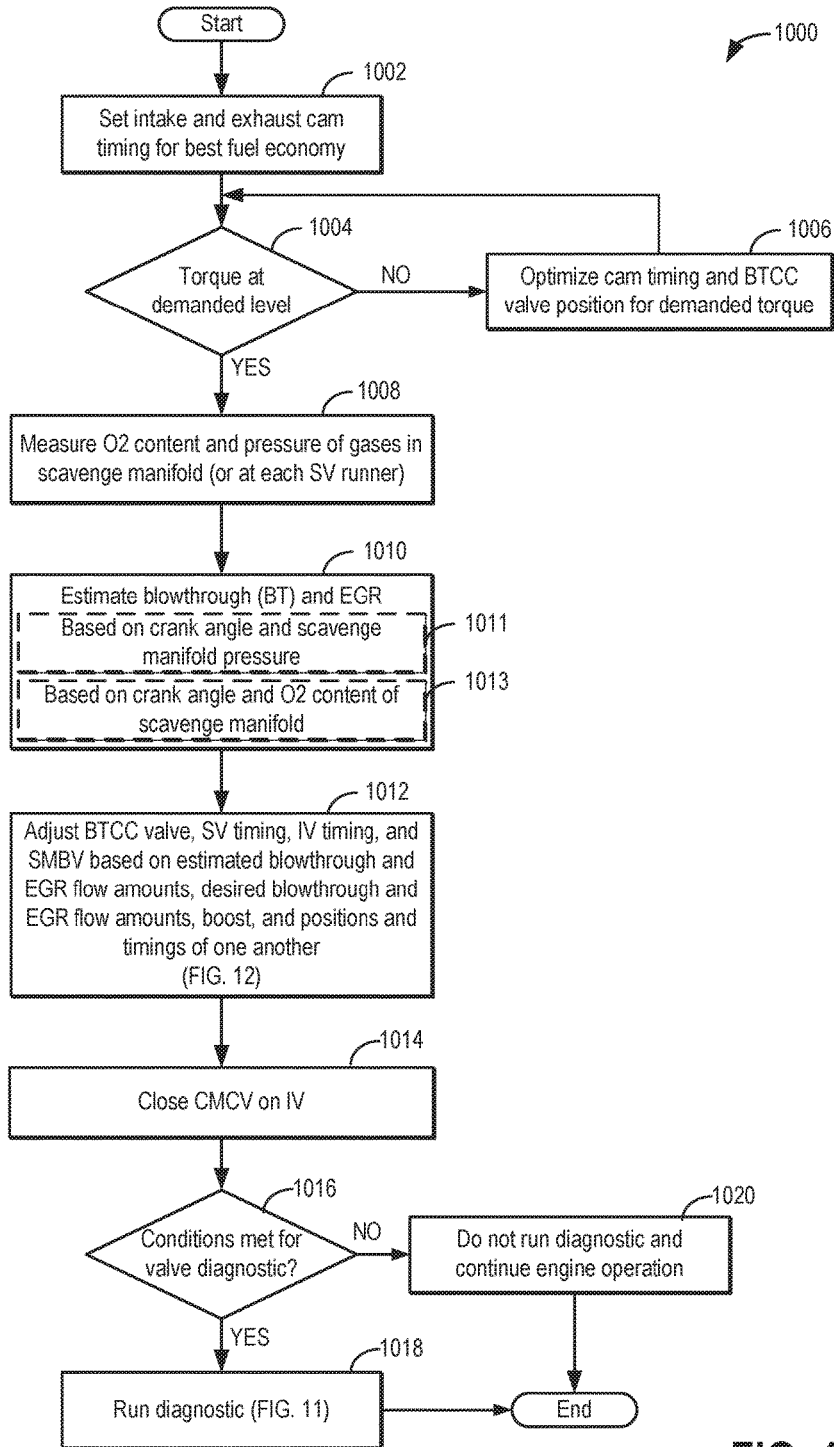 Start
1000
1002
Set intake and exhaust cam
timing for best fuel economy
1004
Torque at
demanded level
NO
1006
Optimize cam timing and BTCC
valve position for demanded torque
YES
1008
Measure O2 content and pressure of gases in
scavenge manifold (or at each SV runner)
1010
Estimate blowthrough (BT) and EGR
Based on crank angle and scavenge
manifold pressure
1011
Based on crank angle and O2 content of
scavenge manifold
1013
1012
Adjust BTCC valve, SV timing, IV timing, and
SMBV based on estimated blowthrough and
EGR flow amounts, desired blowthrough and
EGR flow amounts, boost, and positions and
timings of one another
(FIG. 12)
1014
Close CMCV on IV
1016
Conditions met for
valve diagnostic?
NO
1020
Do not run diagnostic and
continue engine operation
YES
1018
Run diagnostic (FIG. 11)
End